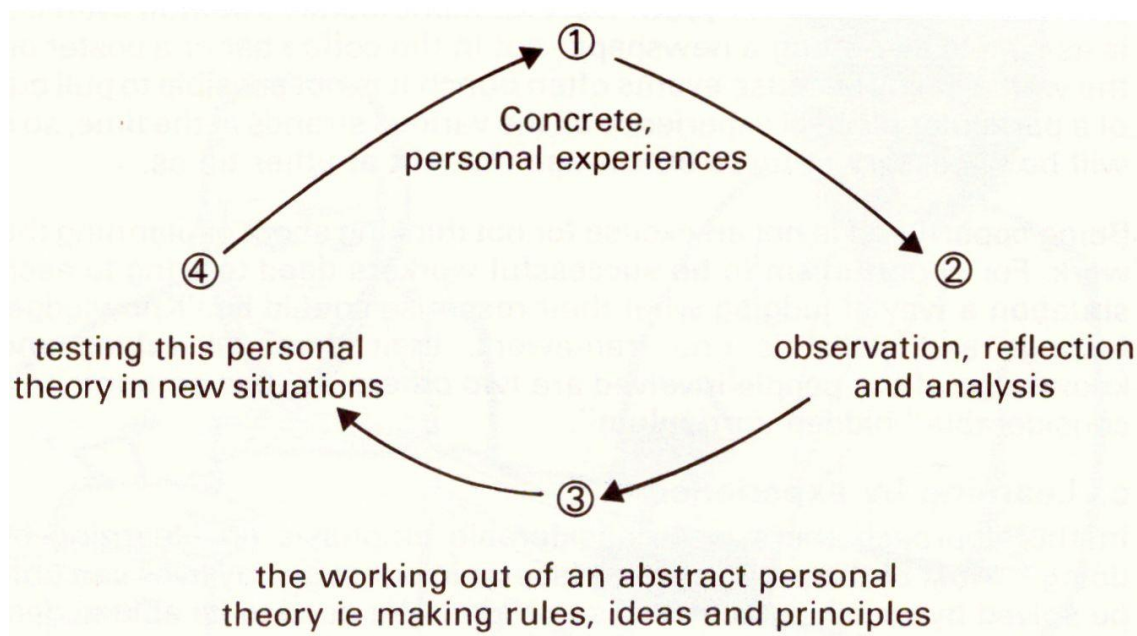 ①
Concrete,
personal experiences
②
observation, reflection
and analysis
③
the working out of an abstract personal
theory ie making rules, ideas and principles
④
testing this personal
theory in new situations